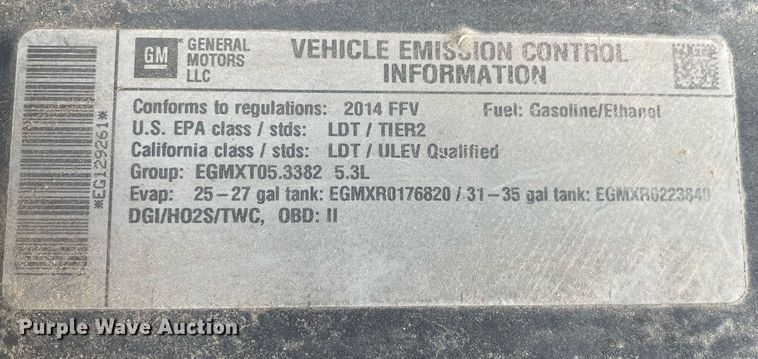 GM GENERAL MOTORS LLC
VEHICLE EMISSION CONTROL INFORMATION
Conforms to regulations: 2014 FFV Fuel: Gasoline/Ethanol
U.S. EPA class / stds: LDT / TIER2
California class / stds: LDT / ULEV Qualified
Group: EGMXT05.3382 5.3L
Evap: 25-27 gal tank: EGMXR0176820 / 31-35 gal tank: EGMXR0223840
DGI/HO2S/TWC, OBD: II
*EG129261*
Purple Wave Auction